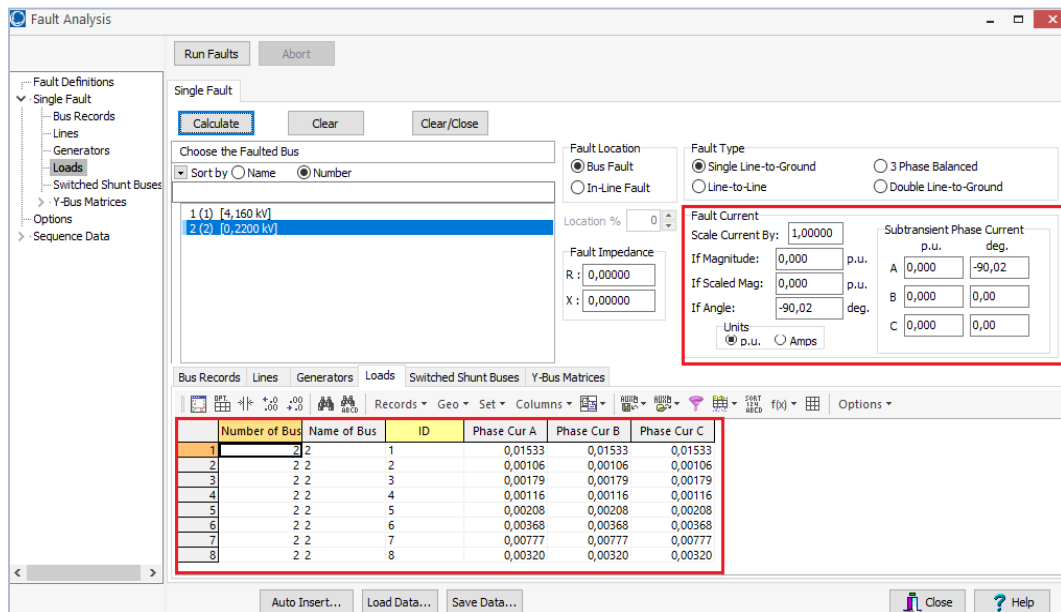 Fault Analysis
Run Faults
Abort
Fault Definitions
Single Fault
Bus Records
Lines
Generators
Loads
Switched Shunt Buses
Y-Bus Matrices
Options
Sequence Data
Single Fault
Calculate
Clear
Clear/Close
Choose the Faulted Bus
Sort by Name Number
1 (1) [4,160 kV]
2 (2) [0,2200 kV]
Fault Location
Bus Fault
In-Line Fault
Location % 0
Fault Impedance
R : 0,00000
X : 0,00000
Fault Type
Single Line-to-Ground 3 Phase Balanced
Line-to-Line Double Line-to-Ground
Fault Current
Scale Current By: 1,00000
If Magnitude: 0,000 p.u.
If Scaled Mag: 0,000 p.u.
If Angle: -90,02 deg.
Units
p.u. Amps
Subtransient Phase Current
p.u. deg.
A 0,000 -90,02
B 0,000 0,00
C 0,000 0,00
Bus Records Lines Generators Loads Switched Shunt Buses Y-Bus Matrices
Records Geo Set Columns f(x) Options
Number of Bus Name of Bus ID Phase Cur A Phase Cur B Phase Cur C
1 2 2 1 0,01533 0,01533 0,01533
2 2 2 2 0,00106 0,00106 0,00106
3 2 2 3 0,00179 0,00179 0,00179
4 2 2 4 0,00116 0,00116 0,00116
5 2 2 5 0,00208 0,00208 0,00208
6 2 2 6 0,00368 0,00368 0,00368
7 2 2 7 0,00777 0,00777 0,00777
8 2 2 8 0,00320 0,00320 0,00320
Auto Insert... Load Data... Save Data... Close ? Help